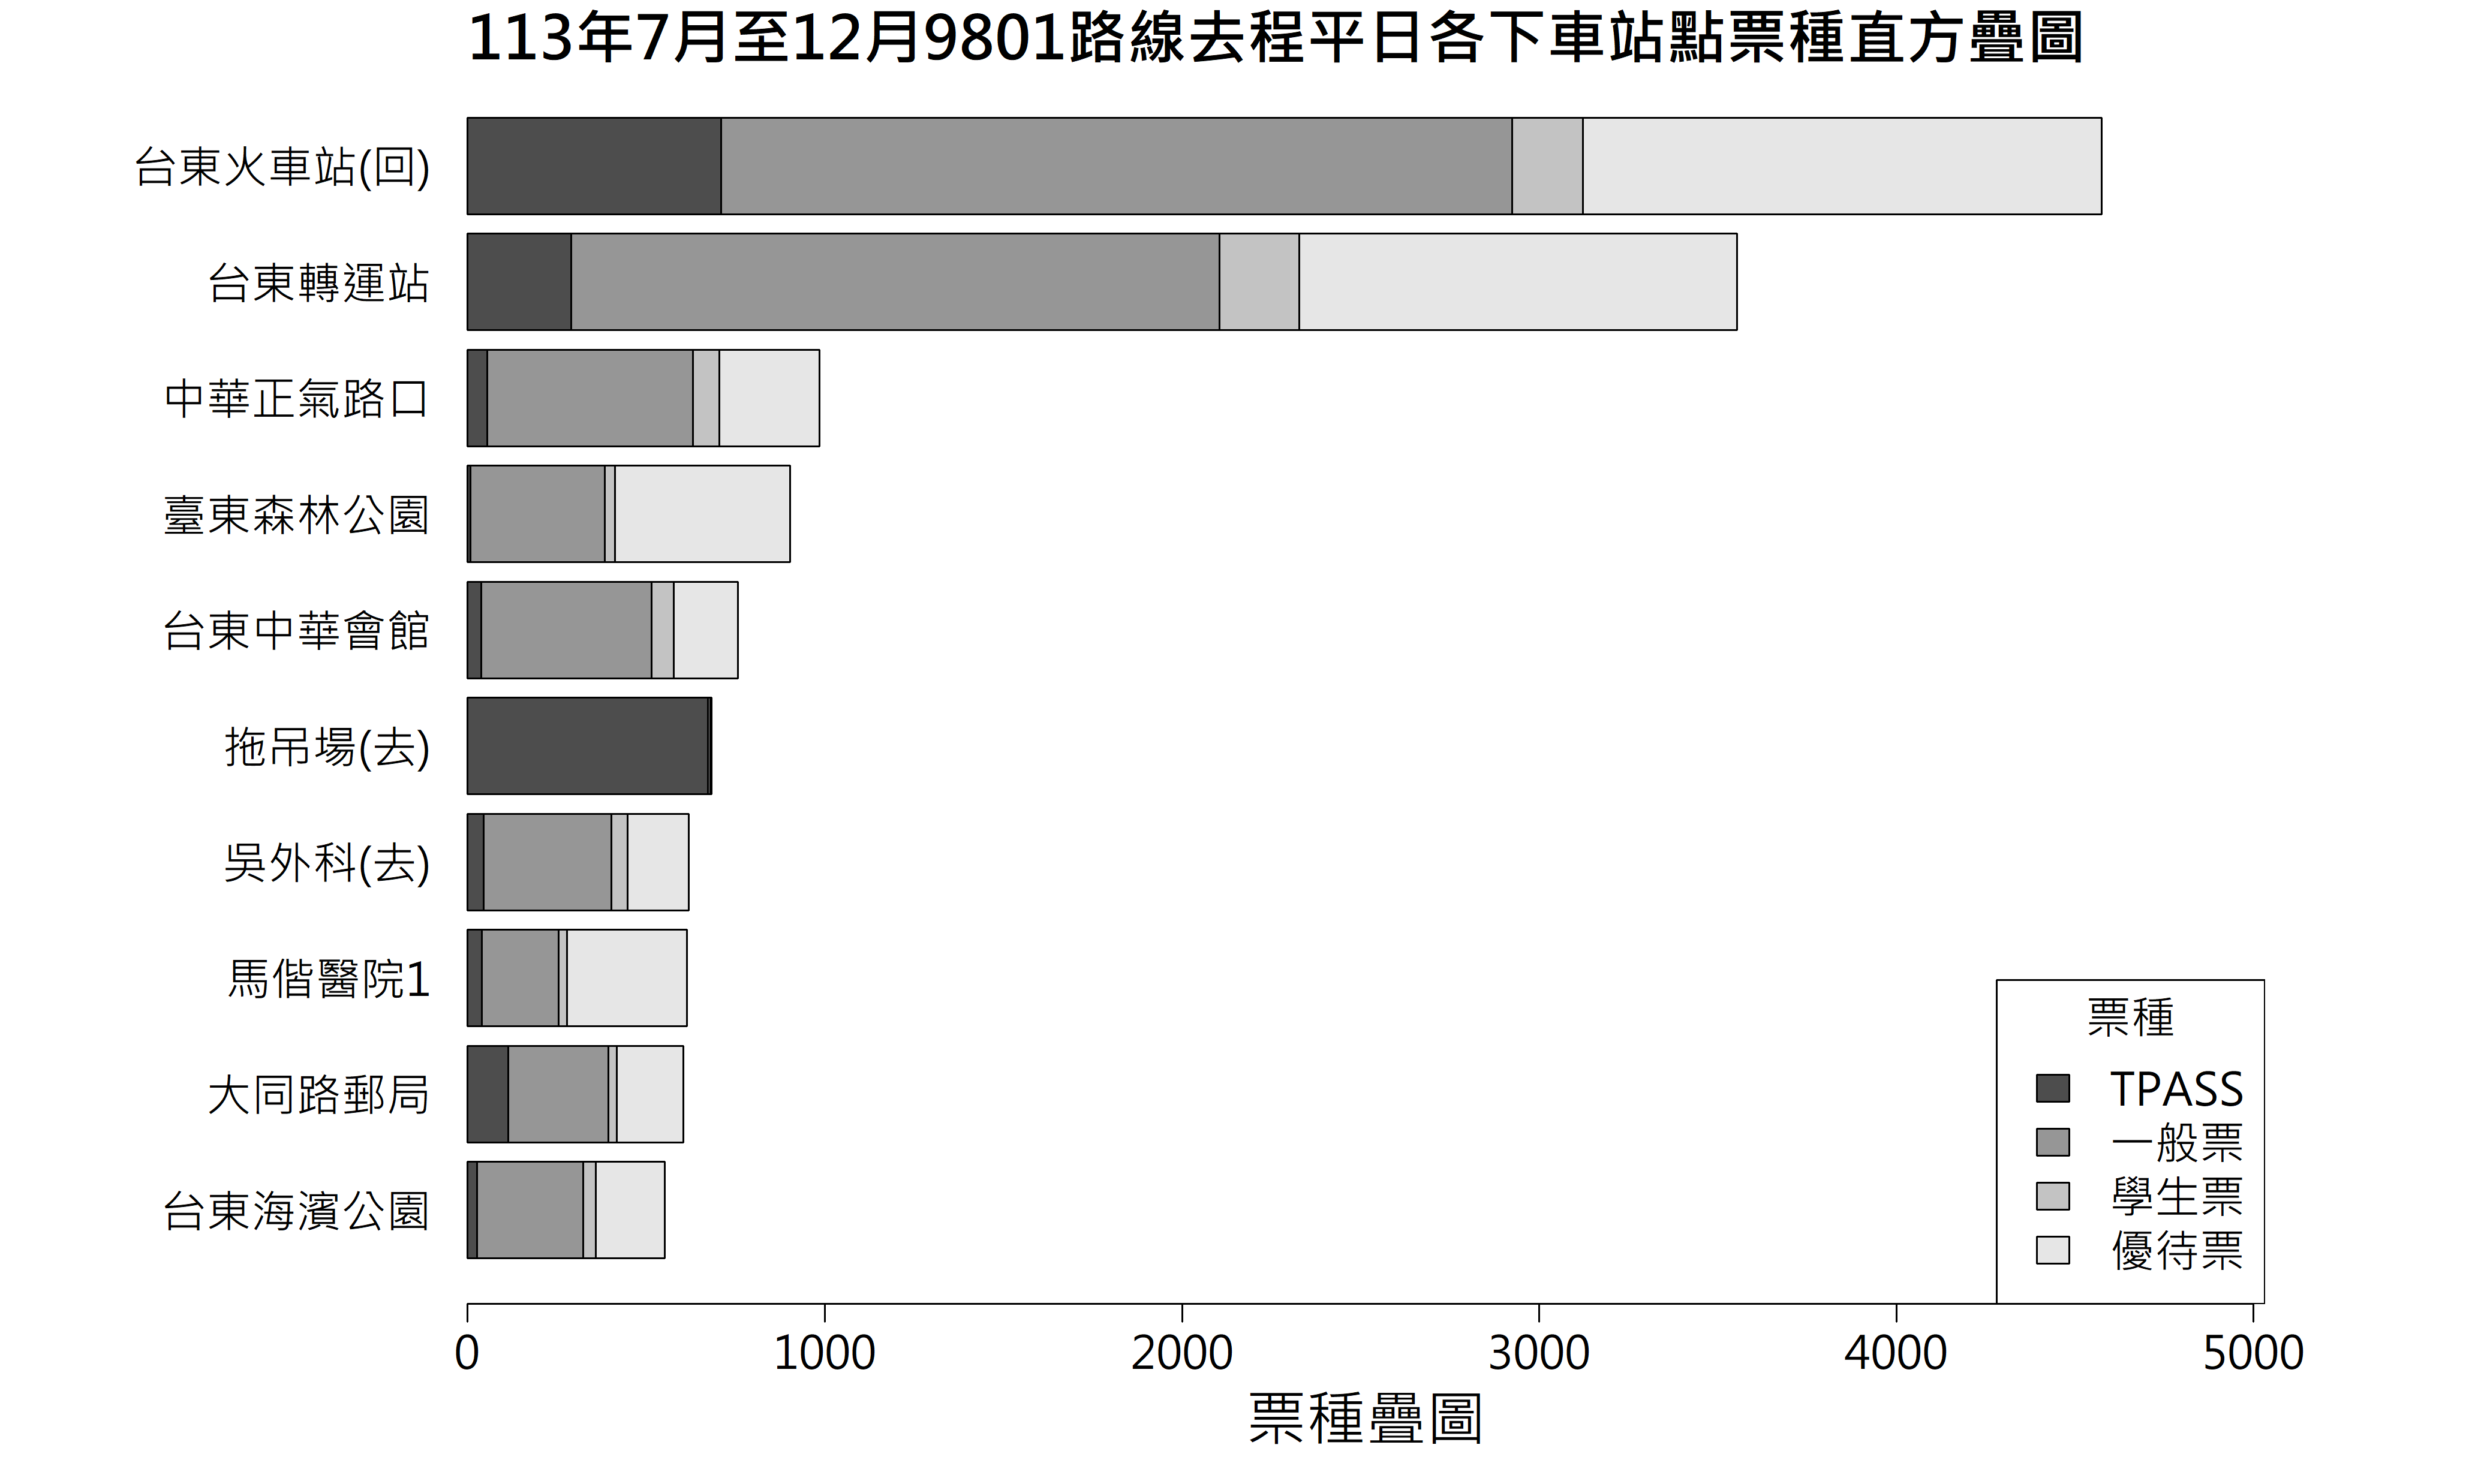 113年7月至12月9801路線去程平日各下車站點票種直方疊圖
台東火車站(回)
台東轉運站
中華正氣路口
臺東森林公園
台東中華會館
拖吊場(去)
吳外科(去)
馬偕醫院1
大同路郵局
台東海濱公園
票種
TPASS
一般票
學生票
優待票
0 1000 2000 3000 4000 5000
票種疊圖